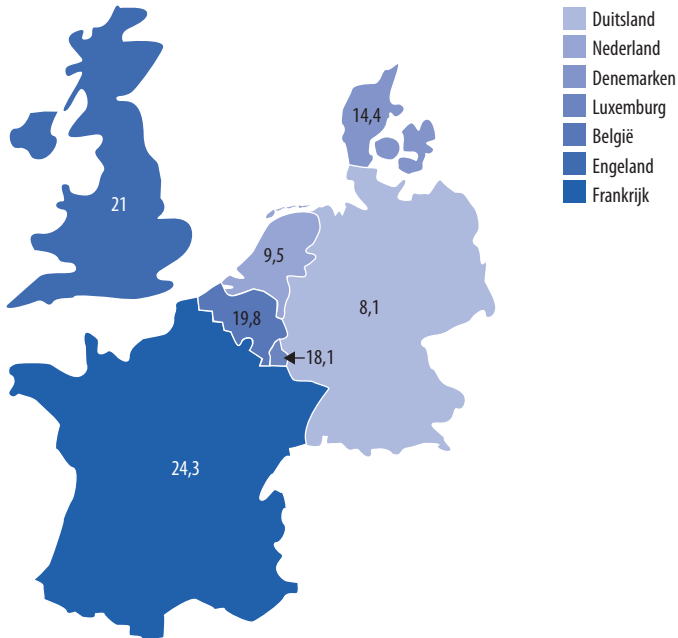 Duitsland
Nederland
Denemarken
Luxemburg
België
Engeland
Frankrijk
14,4
21
9,5
8,1
19,8
18,1
24,3